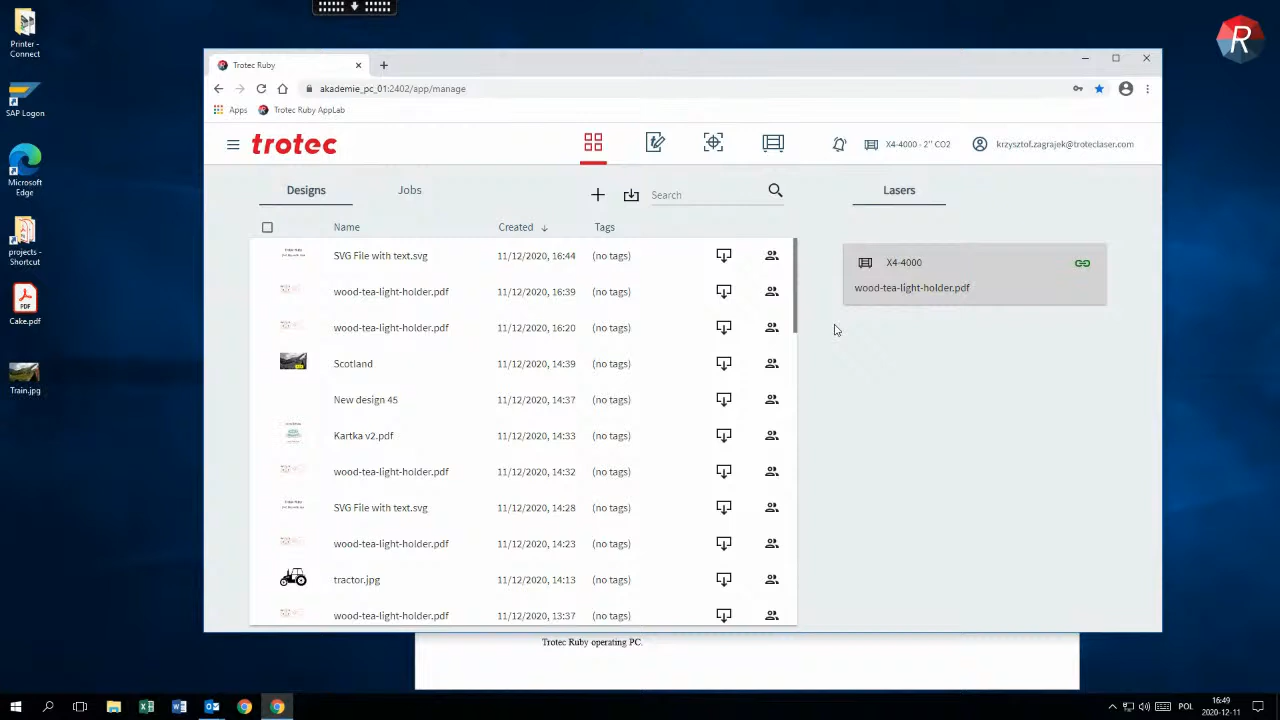 Printer -
Connect
SAP Logon
Microsoft
Edge
projects -
Shortcut
Cake.pdf
Train.jpg
R
Trotec Ruby
akademie_pc_01:2402/app/manage
Apps
Trotec Ruby AppLab
trotec
X4-4000 - 2'' CO2
krzysztof.zagrajek@troteclaser.com
Designs
Jobs
Search
Lasers
Name
Created
Tags
SVG File with text.svg 11/12/2020, 16:44 (no tags)
wood-tea-light-holder.pdf 11/12/2020, 16:39 (no tags)
wood-tea-light-holder.pdf 11/12/2020, 16:20 (no tags)
Scotland 11/12/2020, 14:39 (no tags)
New design 45 11/12/2020, 14:37 (no tags)
Kartka v2.pdf 11/12/2020, 14:33 (no tags)
wood-tea-light-holder.pdf 11/12/2020, 14:32 (no tags)
SVG File with text.svg 11/12/2020, 14:28 (no tags)
wood-tea-light-holder.pdf 11/12/2020, 14:23 (no tags)
tractor.jpg 11/12/2020, 14:13 (no tags)
wood-tea-light-holder.pdf 11/12/2020, 13:37 (no tags)
X4-4000
wood-tea-light-holder.pdf
Trotec Ruby operating PC.
POL
16:49
2020-12-11